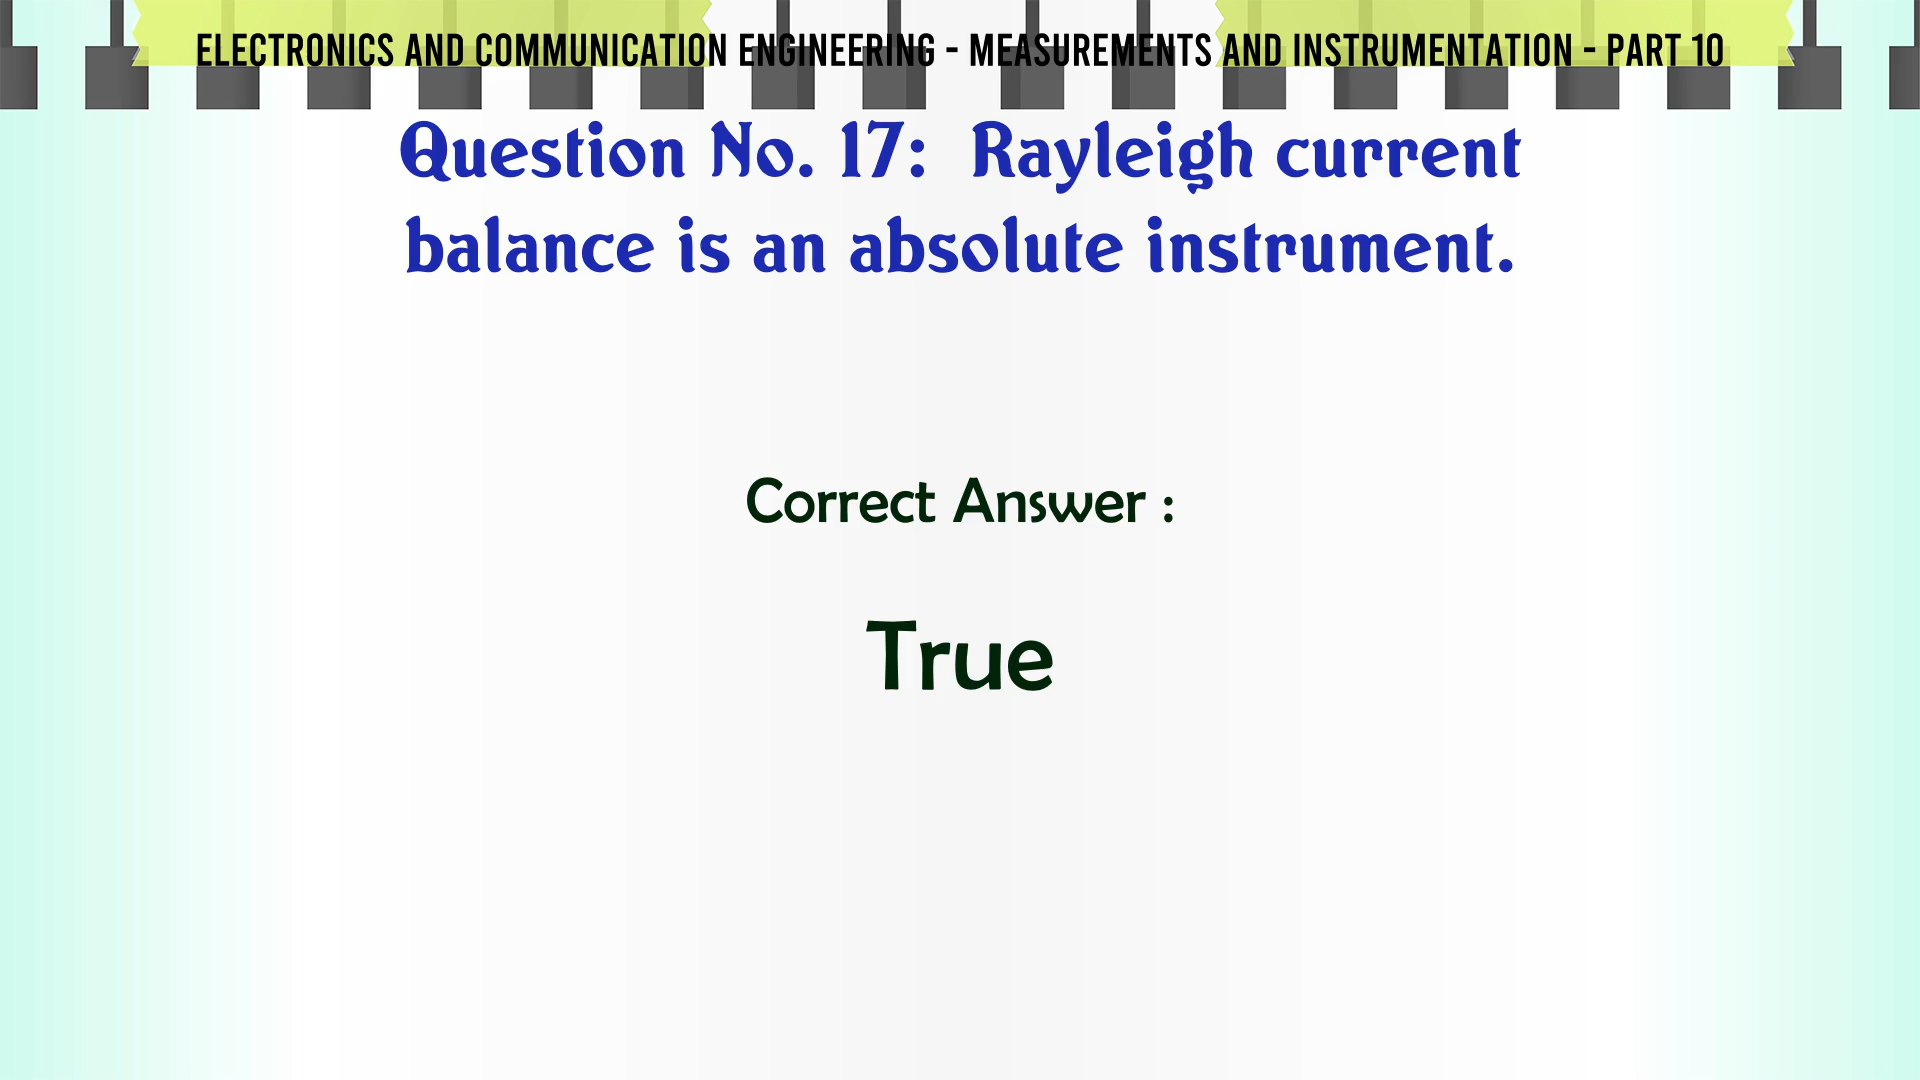 ELECTRONICS AND COMMUNICATION ENGINEERING - MEASUREMENTS AND INSTRUMENTATION - PART 10
Question No. 17: Rayleigh current
balance is an absolute instrument.
Correct Answer :
True